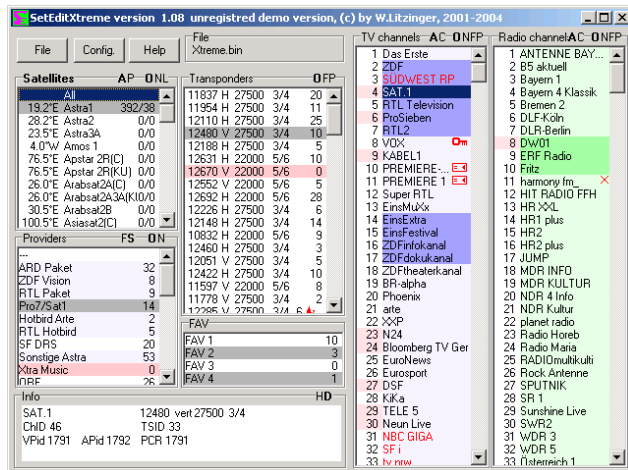 SetEditXtreme version 1.08 unregistred demo version, (c) by W.Litzinger, 2001-2004
File
Config.
Help
File
Xtreme.bin
Satellites AP ONL
All
19.2°E Astra1 392/38
28.2°E Astra2 0/0
23.5°E Astra3A 0/0
4.0°W Amos 1 0/0
76.5°E Apstar 2R(C) 0/0
76.5°E Apstar 2R(KU) 0/0
26.0°E Arabsat2A(C) 0/0
26.0°E Arabsat3A(KU) 0/0
30.5°E Arabsat2B 0/0
100.5°E Asiasat2(C) 0/0
Providers FS ON
---
ARD Paket 32
ZDF Vision 8
RTL Paket 9
Pro7/Sat1 14
Hotbird Arte 2
RTL Hotbird 5
SF DRS 20
Sonstige Astra 53
Xtra Music 0
ORF 26
Transponders OFP
11837 H 27500 3/4 20
11954 H 27500 3/4 11
12110 H 27500 3/4 25
12480 V 27500 3/4 10
12188 H 27500 3/4 5
12631 H 22000 5/6 10
12670 V 22000 5/6 0
12552 V 22000 5/6 5
12692 H 22000 5/6 28
12226 H 27500 3/4 6
12148 H 27500 3/4 14
10832 H 22000 5/6 9
12460 H 27500 3/4 3
12051 V 27500 3/4 5
12422 H 27500 3/4 10
11597 V 22000 5/6 8
11778 V 27500 3/4 2
12285 V 27500 3/4 6
FAV
FAV 1 10
FAV 2 3
FAV 3 0
FAV 4 1
Info HD
SAT.1 12480 vert 27500 3/4
ChID 46 TSID 33
VPid 1791 APid 1792 PCR 1791
TV channels AC ONFP
1 Das Erste
2 ZDF
3 SÜDWEST RP
4 SAT.1
5 RTL Television
6 ProSieben
7 RTL2
8 VOX
9 KABEL1
10 PREMIERE-...
11 PREMIERE 1
12 Super RTL
13 EinsMuXx
14 EinsExtra
15 EinsFestival
16 ZDFinfokanal
17 ZDFdokukanal
18 ZDFtheaterkanal
19 BR-alpha
20 Phoenix
21 arte
22 XXP
23 N24
24 Bloomberg TV Ger
25 EuroNews
26 Eurosport
27 DSF
28 KiKa
29 TELE 5
30 Neun Live
31 NBC GIGA
32 SF i
33 tv nrw
Radio channel AC ONFP
1 ANTENNE BAY...
2 B5 aktuell
3 Bayern 1
4 Bayern 4 Klassik
5 Bremen 2
6 DLF-Köln
7 DLR-Berlin
8 DW01
9 ERF Radio
10 Fritz
11 harmony fm_
12 HIT RADIO FFH
13 HR XXL
14 HR1 plus
15 HR2
16 HR2 plus
17 JUMP
18 MDR INFO
19 MDR KULTUR
20 NDR 4 Info
21 NDR Kultur
22 planet radio
23 Radio Horeb
24 Radio Maria
25 RADIOmultikulti
26 Rock Antenne
27 SPUTNIK
28 SR 1
29 Sunshine Live
30 SWR2
31 WDR 3
32 WDR 5
33 Österreich 1